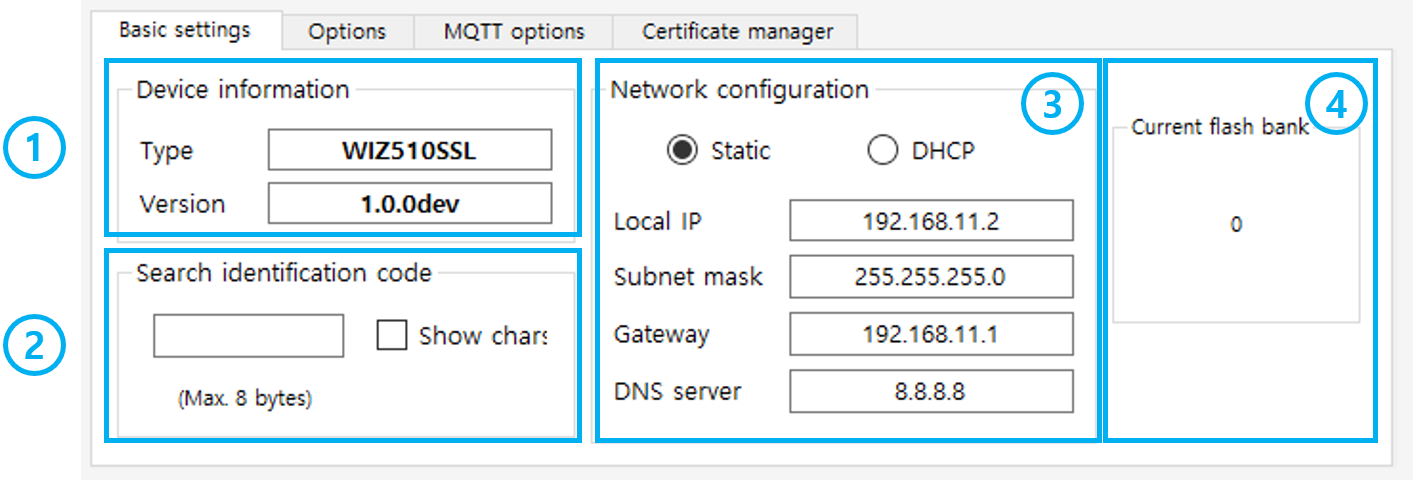 Basic settings Options MQTT options Certificate manager
1
Device information
Type WIZ510SSL
Version 1.0.0dev
2
Search identification code
Show chars
(Max. 8 bytes)
3
Network configuration
Static DHCP
Local IP 192.168.11.2
Subnet mask 255.255.255.0
Gateway 192.168.11.1
DNS server 8.8.8.8
4
Current flash bank
0